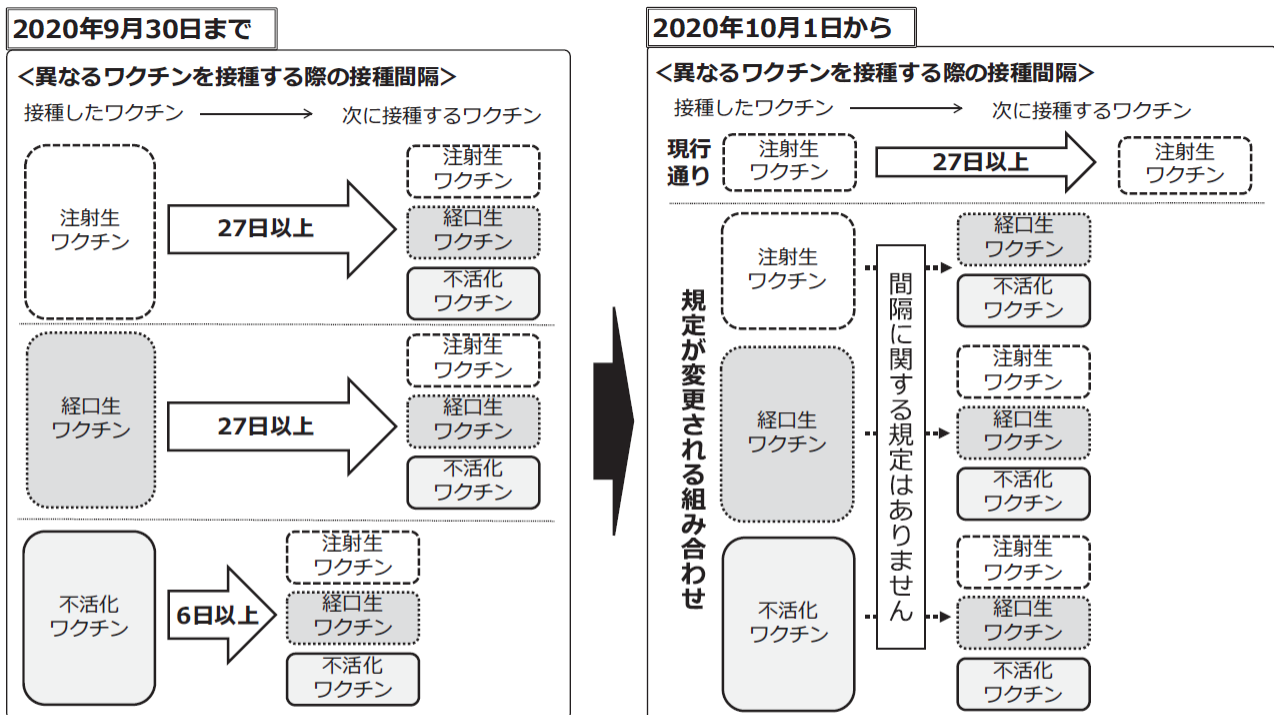 2020年9月30日まで
<異なるワクチンを接種する際の接種間隔>
接種したワクチン
次に接種するワクチン
注射生
ワクチン
27日以上
注射生
ワクチン
経口生
ワクチン
不活化
ワクチン
経口生
ワクチン
27日以上
注射生
ワクチン
経口生
ワクチン
不活化
ワクチン
不活化
ワクチン
6日以上
注射生
ワクチン
経口生
ワクチン
不活化
ワクチン
2020年10月1日から
<異なるワクチンを接種する際の接種間隔>
接種したワクチン
次に接種するワクチン
現行
通り
注射生
ワクチン
27日以上
注射生
ワクチン
規定が変更される組み合わせ
注射生
ワクチン
間隔に関する規定はありません
経口生
ワクチン
不活化
ワクチン
経口生
ワクチン
注射生
ワクチン
経口生
ワクチン
不活化
ワクチン
不活化
ワクチン
注射生
ワクチン
経口生
ワクチン
不活化
ワクチン